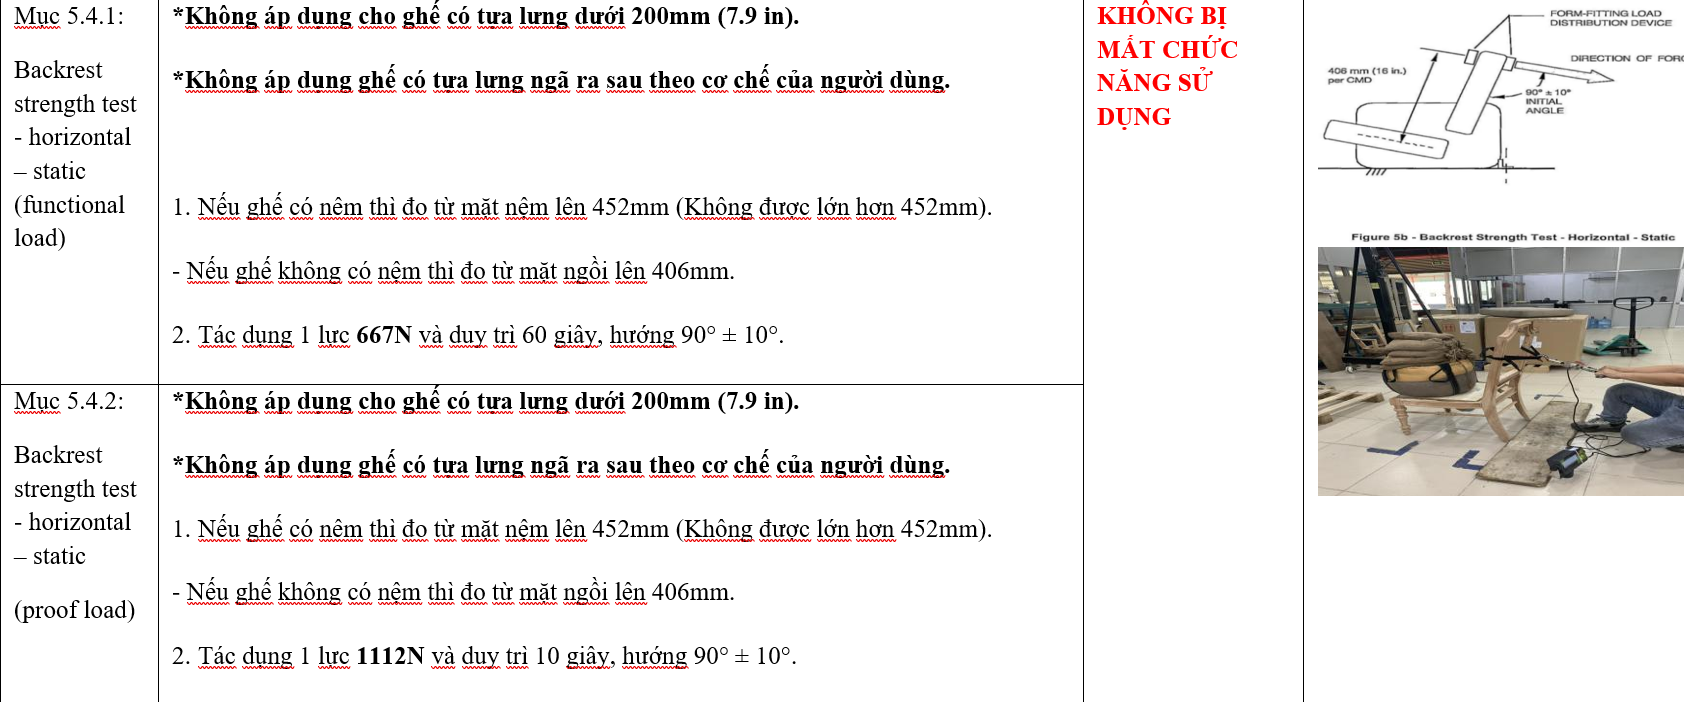 Mục 5.4.1:
Backrest
strength test
- horizontal
– static
(functional
load)
*Không áp dụng cho ghế có tựa lưng dưới 200mm (7.9 in).
*Không áp dụng ghế có tựa lưng ngã ra sau theo cơ chế của người dùng.
1. Nếu ghế có nêm thì đo từ mặt nệm lên 452mm (Không được lớn hơn 452mm).
- Nếu ghế không có nệm thì đo từ mặt ngồi lên 406mm.
2. Tác dụng 1 lực 667N và duy trì 60 giây, hướng 90° ± 10°.
KHÔNG BỊ
MẤT CHỨC
NĂNG SỬ
DỤNG
FORM-FITTING LOAD
DISTRIBUTION DEVICE
DIRECTION OF FORC
406 mm (16 in.)
per CMD
90° ± 10°
INITIAL
ANGLE
Figure 5b - Backrest Strength Test - Horizontal - Static
Mục 5.4.2:
Backrest
strength test
- horizontal
– static
(proof load)
*Không áp dụng cho ghế có tựa lưng dưới 200mm (7.9 in).
*Không áp dụng ghế có tựa lưng ngã ra sau theo cơ chế của người dùng.
1. Nếu ghế có nêm thì đo từ mặt nệm lên 452mm (Không được lớn hơn 452mm).
- Nếu ghế không có nệm thì đo từ mặt ngồi lên 406mm.
2. Tác dụng 1 lực 1112N và duy trì 10 giây, hướng 90° ± 10°.